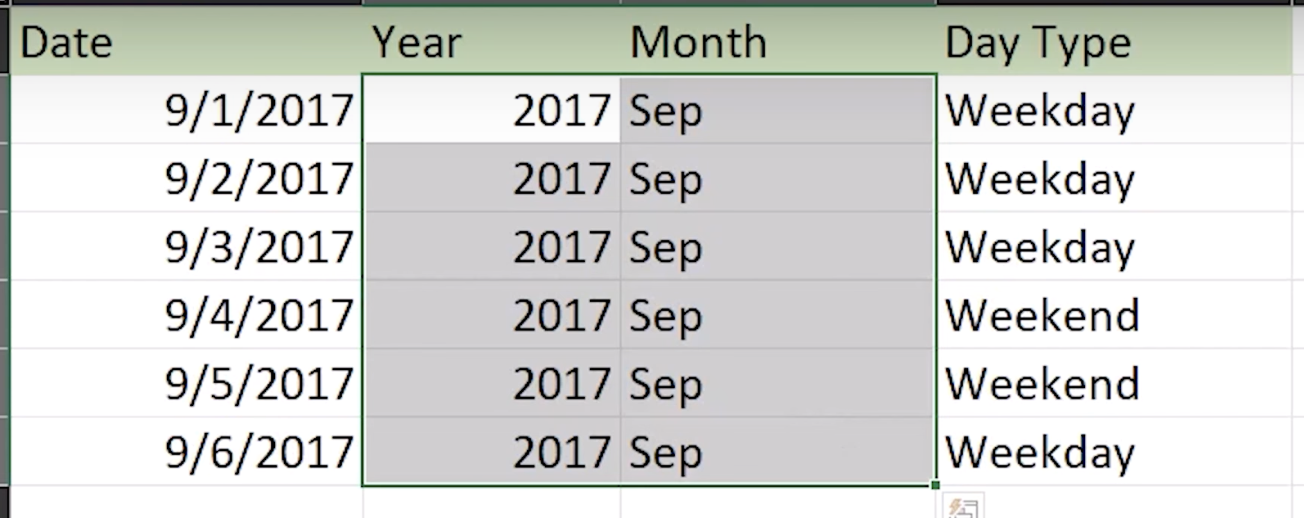 Date Year Month Day Type
9/1/2017 2017 Sep Weekday
9/2/2017 2017 Sep Weekday
9/3/2017 2017 Sep Weekday
9/4/2017 2017 Sep Weekend
9/5/2017 2017 Sep Weekend
9/6/2017 2017 Sep Weekday